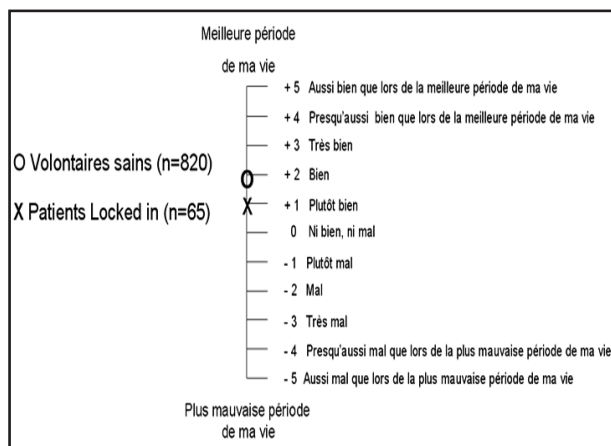 Meilleure période
de ma vie
+ 5 Aussi bien que lors de la meilleure période de ma vie
+ 4 Presqu'aussi bien que lors de la meilleure période de ma vie
+ 3 Très bien
O Volontaires sains (n=820)
+ 2 Bien
O
X Patients Locked in (n=65)
X
+ 1 Plutôt bien
0 Ni bien, ni mal
- 1 Plutôt mal
- 2 Mal
- 3 Très mal
- 4 Presqu'aussi mal que lors de la plus mauvaise période de ma vie
- 5 Aussi mal que lors de la plus mauvaise période de ma vie
Plus mauvaise période
de ma vie